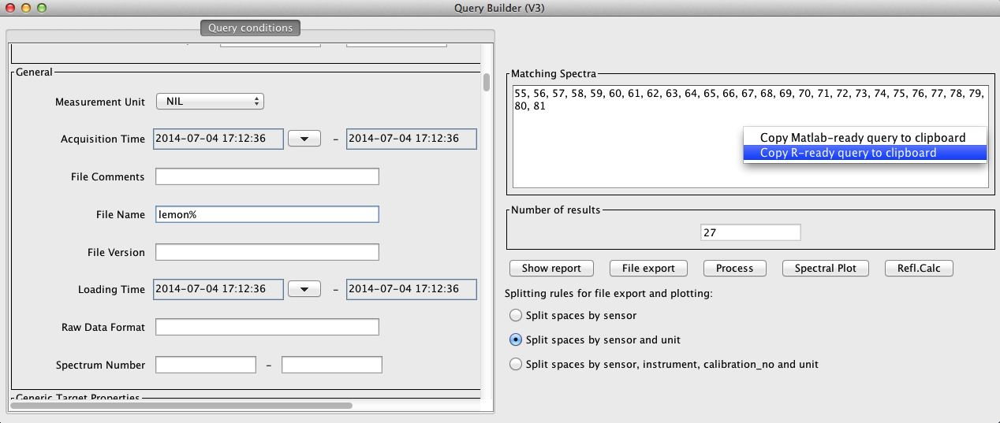 Query Builder (V3)
Query conditions
General
Measurement Unit NIL
Acquisition Time 2014-07-04 17:12:36 - 2014-07-04 17:12:36
File Comments
File Name lemon%
File Version
Loading Time 2014-07-04 17:12:36 - 2014-07-04 17:12:36
Raw Data Format
Spectrum Number -
Generic Target Properties
Matching Spectra
55, 56, 57, 58, 59, 60, 61, 62, 63, 64, 65, 66, 67, 68, 69, 70, 71, 72, 73, 74, 75, 76, 77, 78, 79,
80, 81
Copy Matlab-ready query to clipboard
Copy R-ready query to clipboard
Number of results
27
Show report File export Process Spectral Plot Refl.Calc
Splitting rules for file export and plotting:
Split spaces by sensor
Split spaces by sensor and unit
Split spaces by sensor, instrument, calibration_no and unit